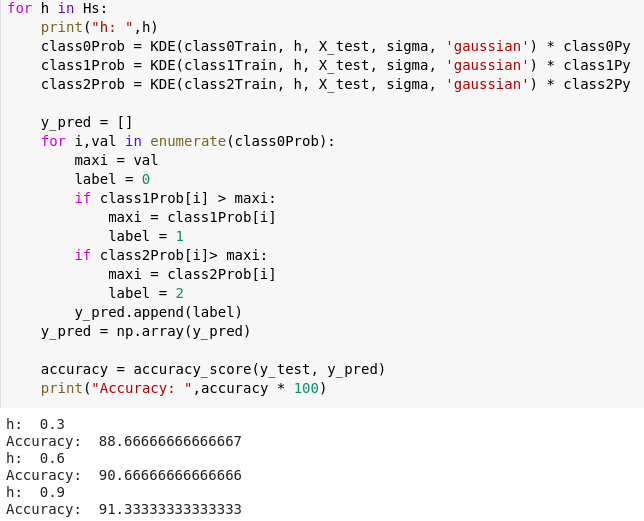 for h in Hs:
    print("h: ",h)
    class0Prob = KDE(class0Train, h, X_test, sigma, 'gaussian') * class0Py
    class1Prob = KDE(class1Train, h, X_test, sigma, 'gaussian') * class1Py
    class2Prob = KDE(class2Train, h, X_test, sigma, 'gaussian') * class2Py

    y_pred = []
    for i,val in enumerate(class0Prob):
        maxi = val
        label = 0
        if class1Prob[i] > maxi:
            maxi = class1Prob[i]
            label = 1
        if class2Prob[i]> maxi:
            maxi = class2Prob[i]
            label = 2
        y_pred.append(label)
    y_pred = np.array(y_pred)

    accuracy = accuracy_score(y_test, y_pred)
    print("Accuracy: ",accuracy * 100)

h:  0.3
Accuracy:  88.66666666666667
h:  0.6
Accuracy:  90.66666666666666
h:  0.9
Accuracy:  91.33333333333333